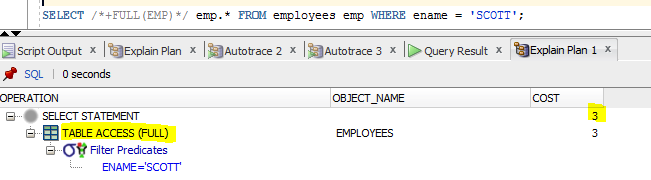 SELECT /*+FULL(EMP)*/ emp.* FROM employees emp WHERE ename = 'SCOTT';
Script Output x Explain Plan x Autotrace 2 x Autotrace 3 x Query Result x Explain Plan 1 x
SQL | 0 seconds
OPERATION OBJECT_NAME COST
SELECT STATEMENT 3
TABLE ACCESS (FULL) EMPLOYEES 3
Filter Predicates
ENAME='SCOTT'